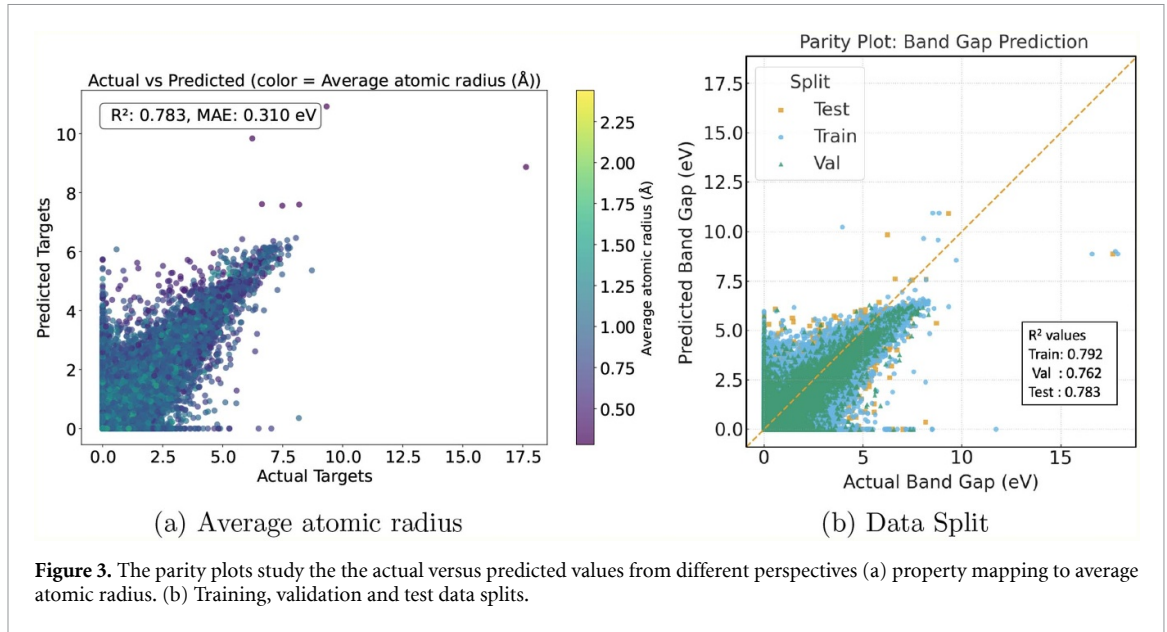 Actual vs Predicted (color = Average atomic radius (Å))
R²: 0.783, MAE: 0.310 eV
Predicted Targets
10
8
6
4
2
0
0.0 2.5 5.0 7.5 10.0 12.5 15.0 17.5
Actual Targets
2.25
2.00
1.75
1.50
1.25
1.00
0.75
0.50
Average atomic radius (Å)
(a) Average atomic radius
Parity Plot: Band Gap Prediction
Split
Test
Train
Val
Predicted Band Gap (eV)
17.5
15.0
12.5
10.0
7.5
5.0
2.5
0.0
R² values
Train: 0.792
Val : 0.762
Test : 0.783
0 5 10 15
Actual Band Gap (eV)
(b) Data Split
Figure 3. The parity plots study the the actual versus predicted values from different perspectives (a) property mapping to average
atomic radius. (b) Training, validation and test data splits.